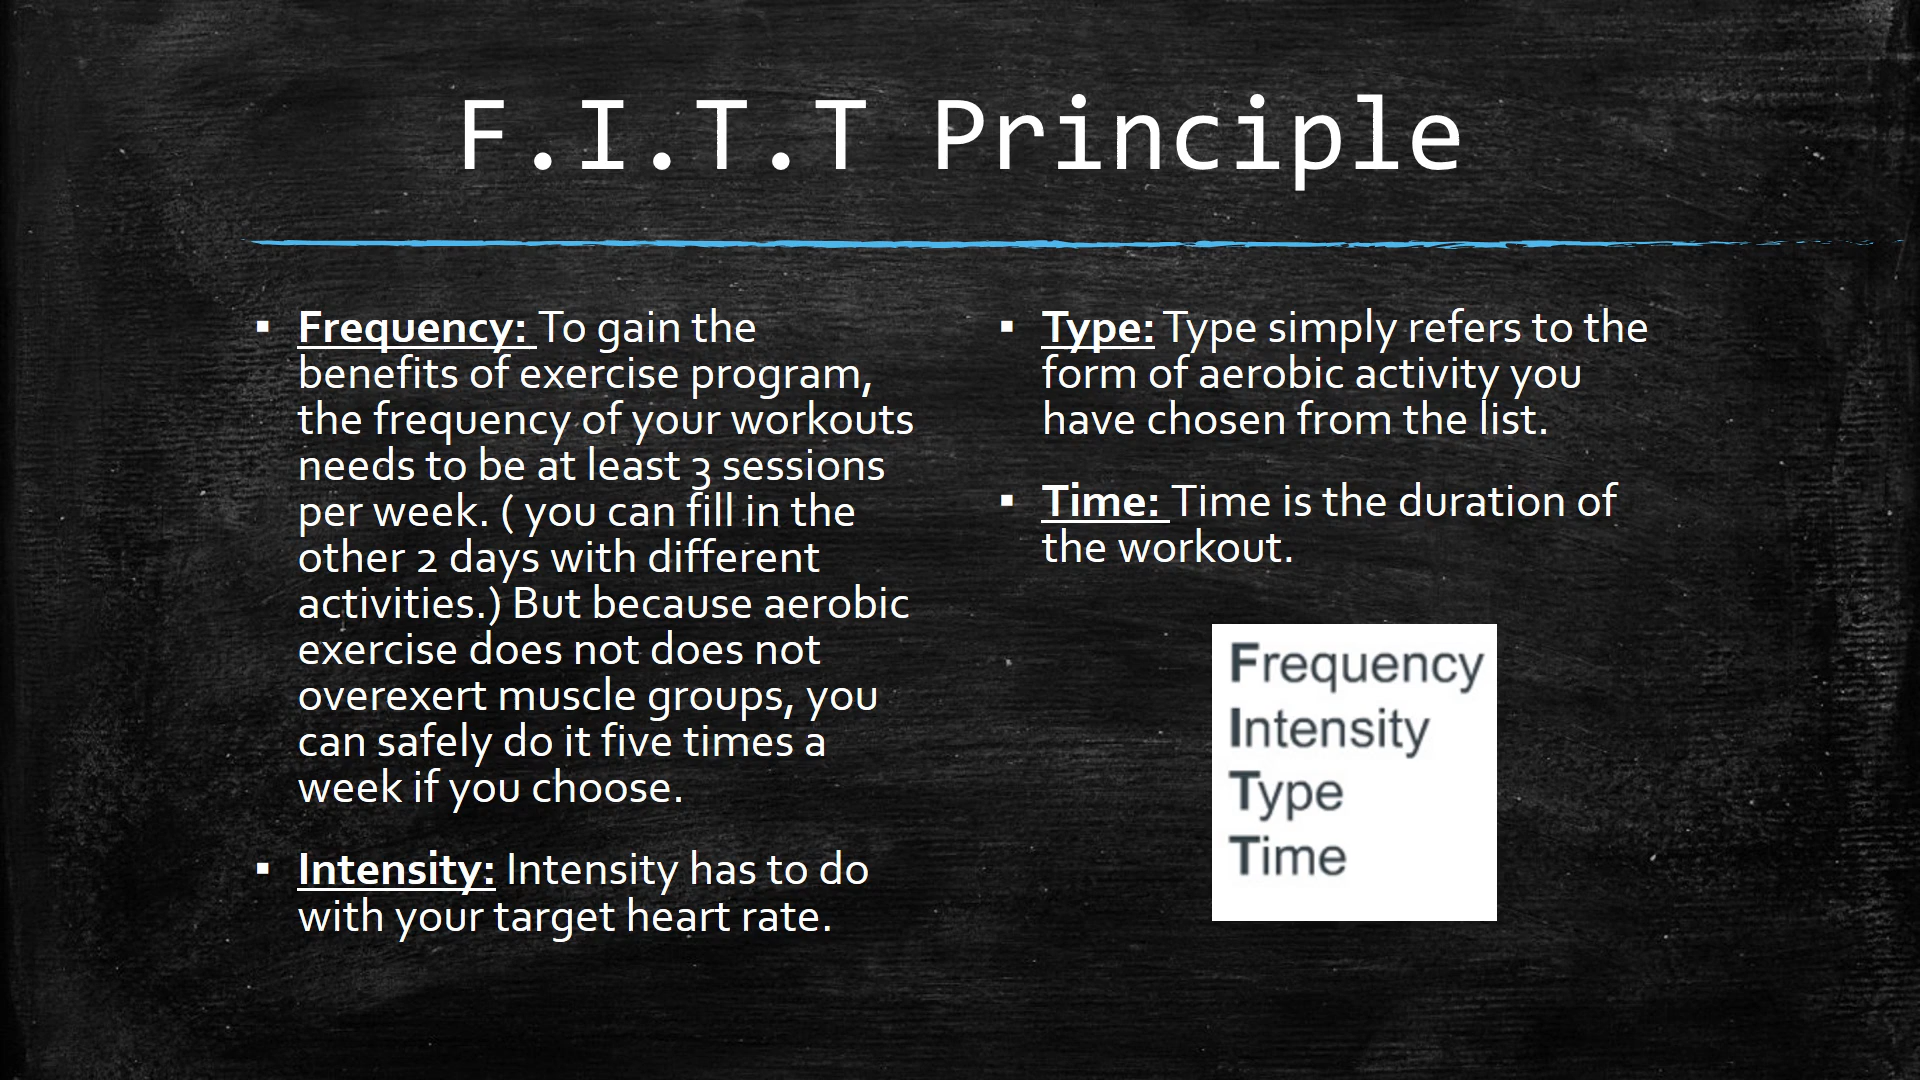 F.I.T.T Principle
▪ Frequency: To gain the
benefits of exercise program,
the frequency of your workouts
needs to be at least 3 sessions
per week. ( you can fill in the
other 2 days with different
activities.) But because aerobic
exercise does not does not
overexert muscle groups, you
can safely do it five times a
week if you choose.
▪ Intensity: Intensity has to do
with your target heart rate.
▪ Type: Type simply refers to the
form of aerobic activity you
have chosen from the list.
▪ Time: Time is the duration of
the workout.
Frequency
Intensity
Type
Time